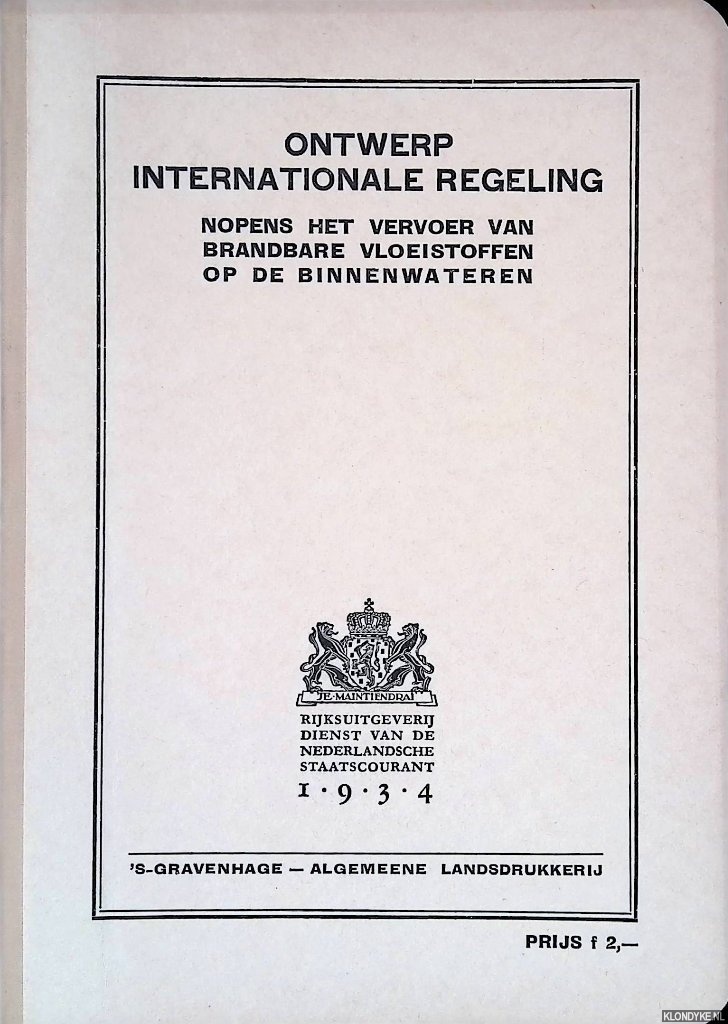 ONTWERP
INTERNATIONALE REGELING
NOPENS HET VERVOER VAN
BRANDBARE VLOEISTOFFEN
OP DE BINNENWATEREN
JE·MAINTIENDRAI
RIJKSUITGEVERIJ
DIENST VAN DE
NEDERLANDSCHE
STAATSCOURANT
1·9·3·4
'S-GRAVENHAGE — ALGEMEENE LANDSDRUKKERIJ
PRIJS f 2,—
KLONDYKE.NL